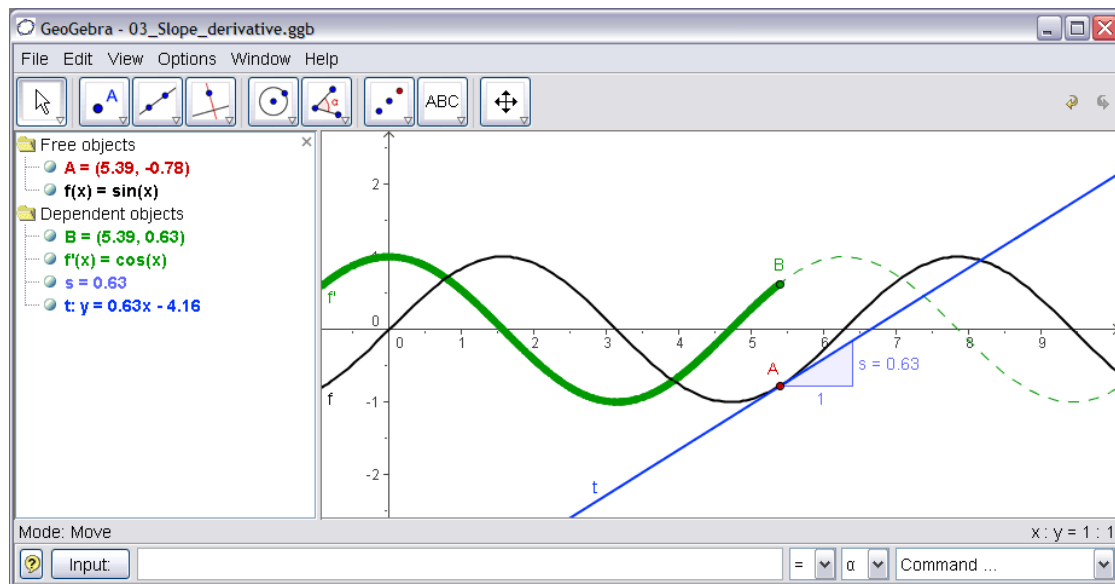 GeoGebra - 03_Slope_derivative.ggb
File Edit View Options Window Help
A α ABC
Free objects
A = (5.39, -0.78)
f(x) = sin(x)
Dependent objects
B = (5.39, 0.63)
f'(x) = cos(x)
s = 0.63
t: y = 0.63x - 4.16
2
1
B
f'
0
0 1 2 3 4 5 6 7 8 9
A
s = 0.63
f
-1
1
-2
t
Mode: Move
x : y = 1 : 1
? Input: = α Command ...